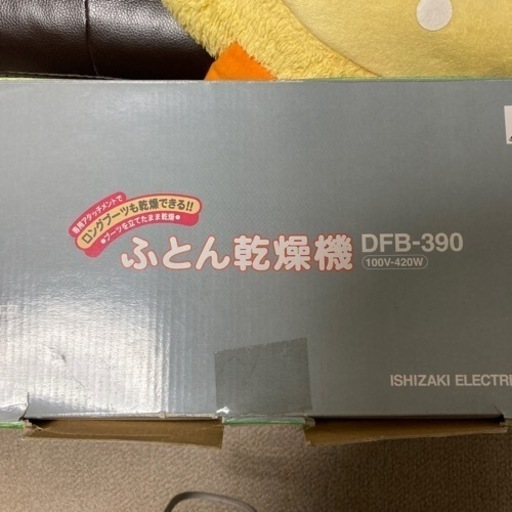 専用アタッチメントで
ロングブーツも乾燥できる!!
●ブーツを立てたまま乾燥●
ふとん乾燥機 DFB-390
100V-420W
ISHIZAKI ELECTRI